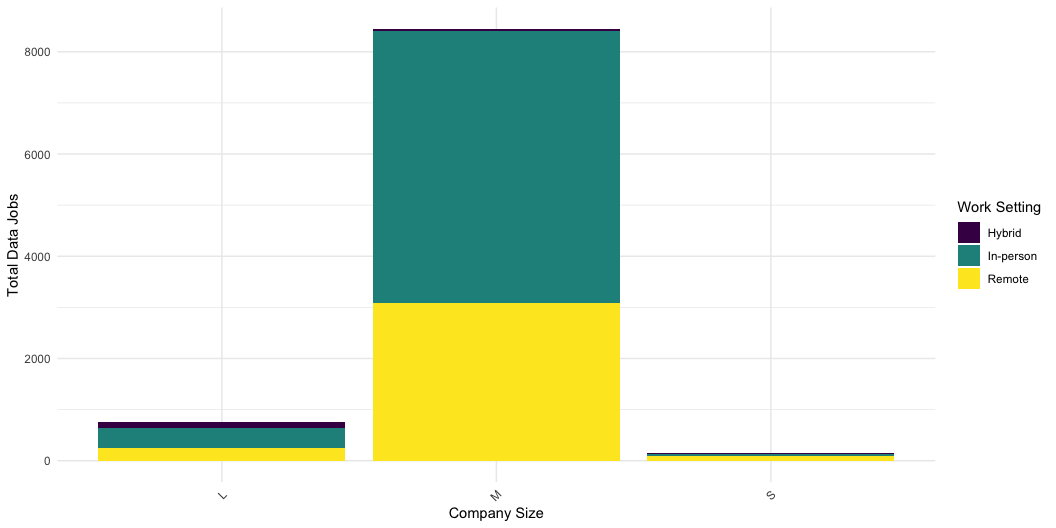 8000
6000
4000
2000
0
Total Data Jobs
L
M
S
Company Size
Work Setting
Hybrid
In-person
Remote